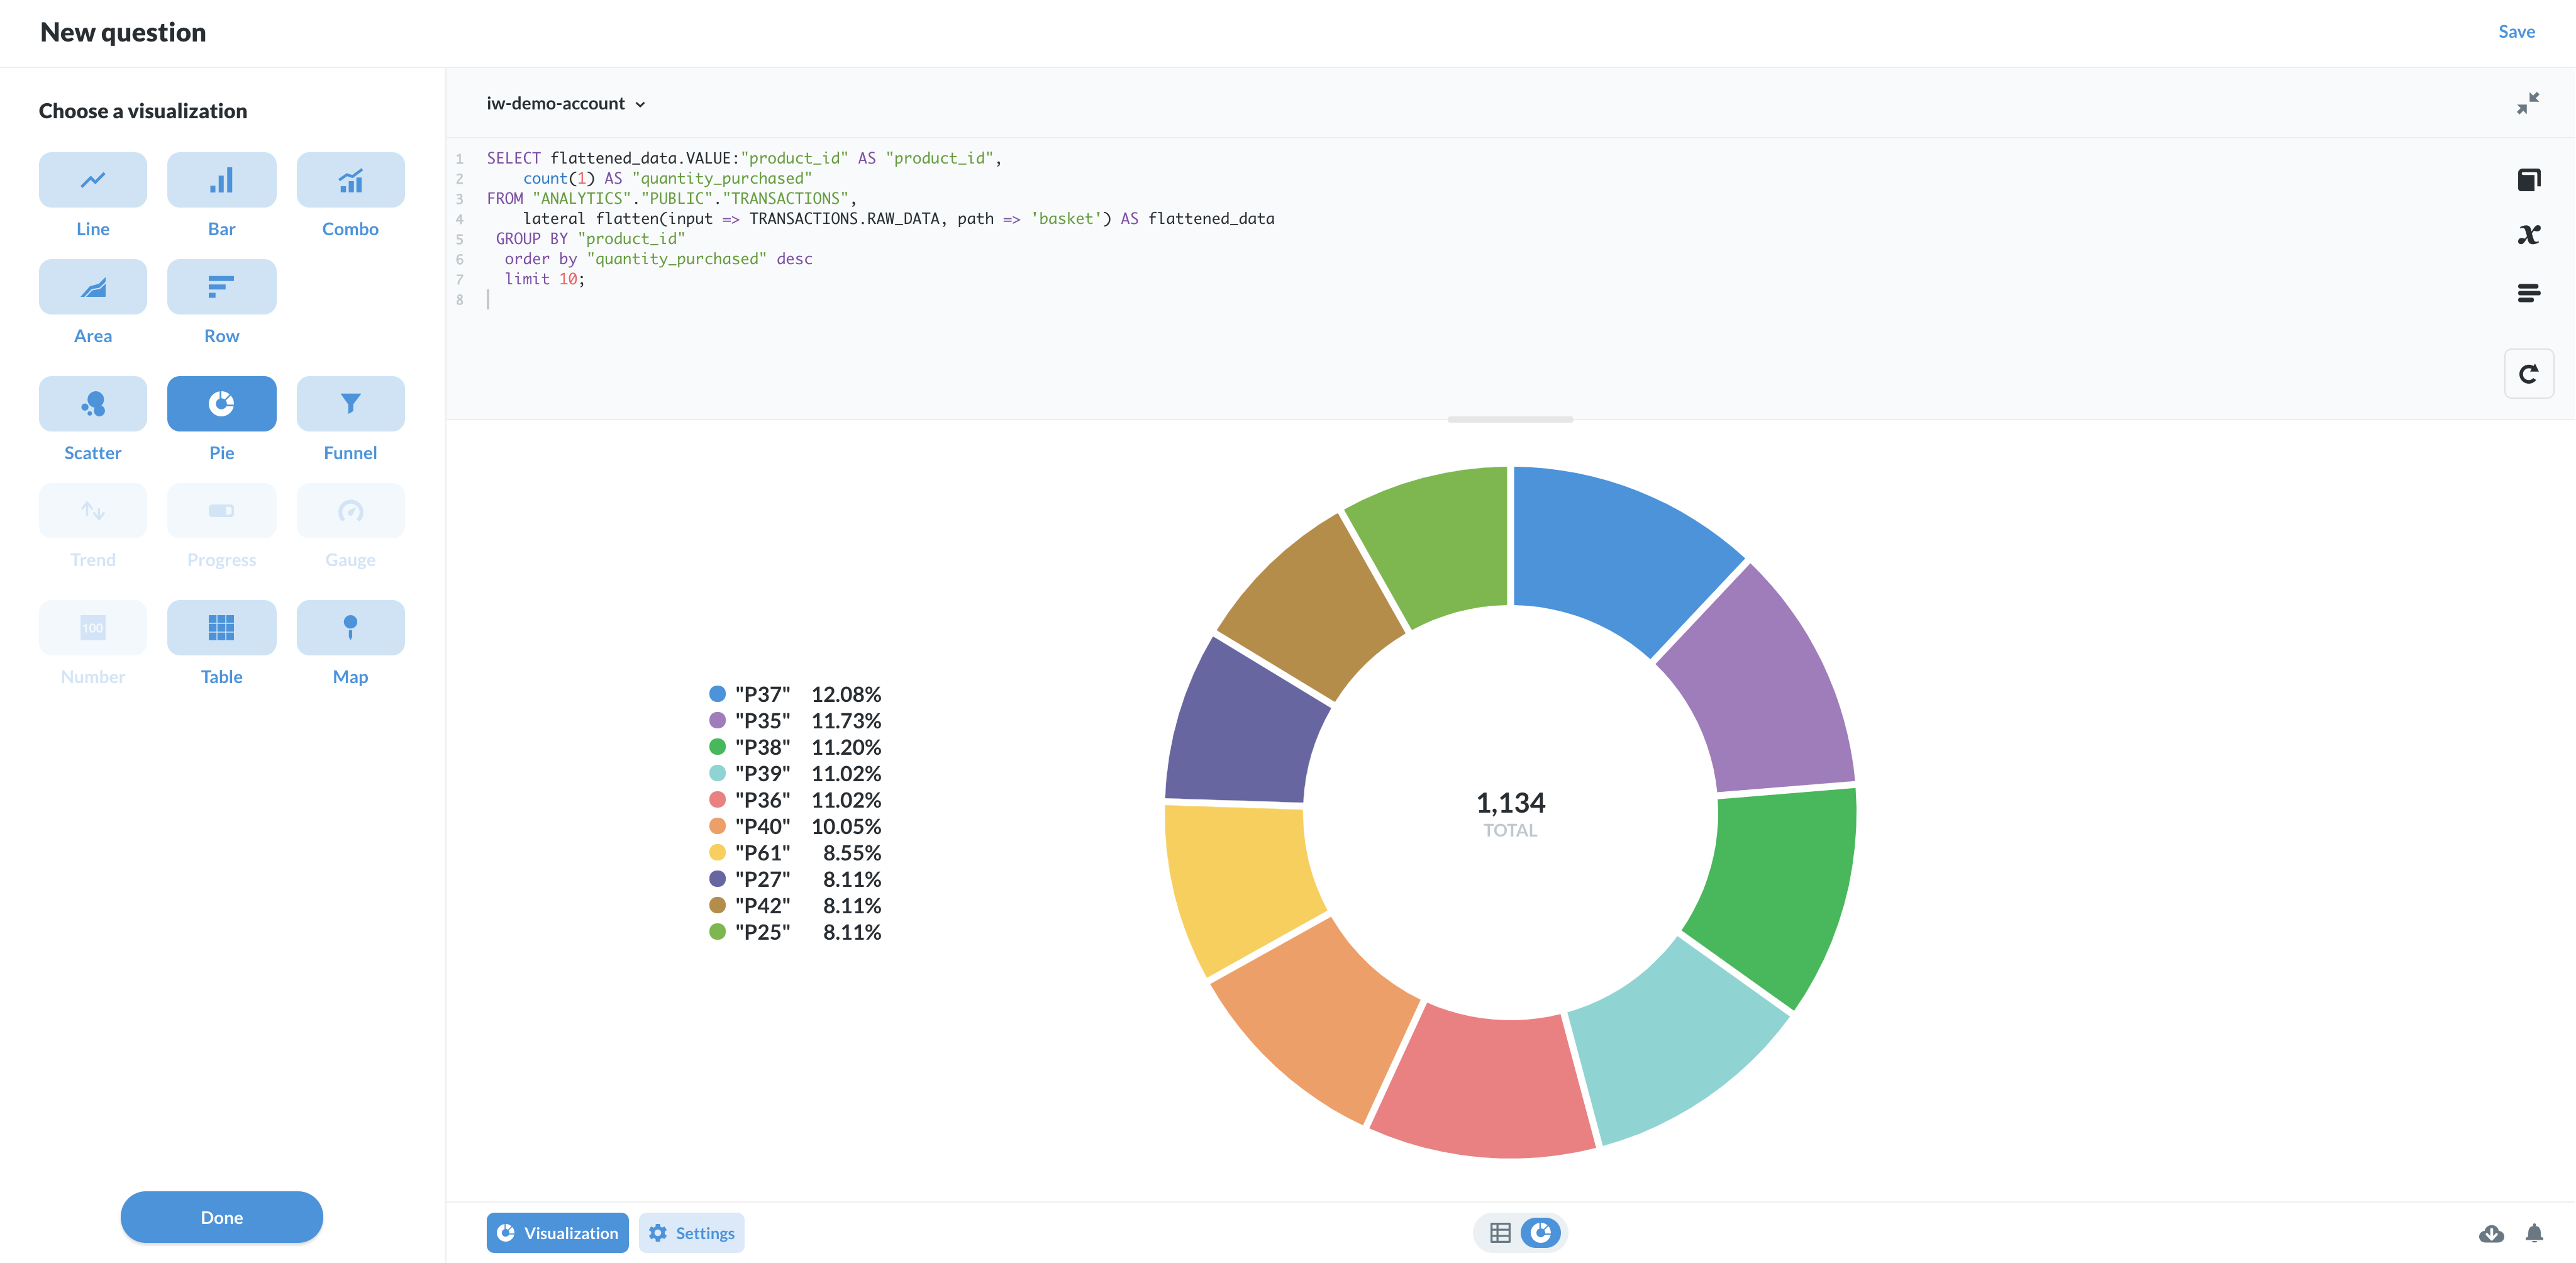 New question
Save
Choose a visualization
Line
Bar
Combo
Area
Row
Scatter
Pie
Funnel
Trend
Progress
Gauge
100
Number
Table
Map
Done
iw-demo-account
1 SELECT flattened_data.VALUE:"product_id" AS "product_id",
2 count(1) AS "quantity_purchased"
3 FROM "ANALYTICS"."PUBLIC"."TRANSACTIONS",
4 lateral flatten(input => TRANSACTIONS.RAW_DATA, path => 'basket') AS flattened_data
5 GROUP BY "product_id"
6 order by "quantity_purchased" desc
7 limit 10;
8
x
"P37" 12.08%
"P35" 11.73%
"P38" 11.20%
"P39" 11.02%
"P36" 11.02%
"P40" 10.05%
"P61" 8.55%
"P27" 8.11%
"P42" 8.11%
"P25" 8.11%
1,134
TOTAL
Visualization
Settings